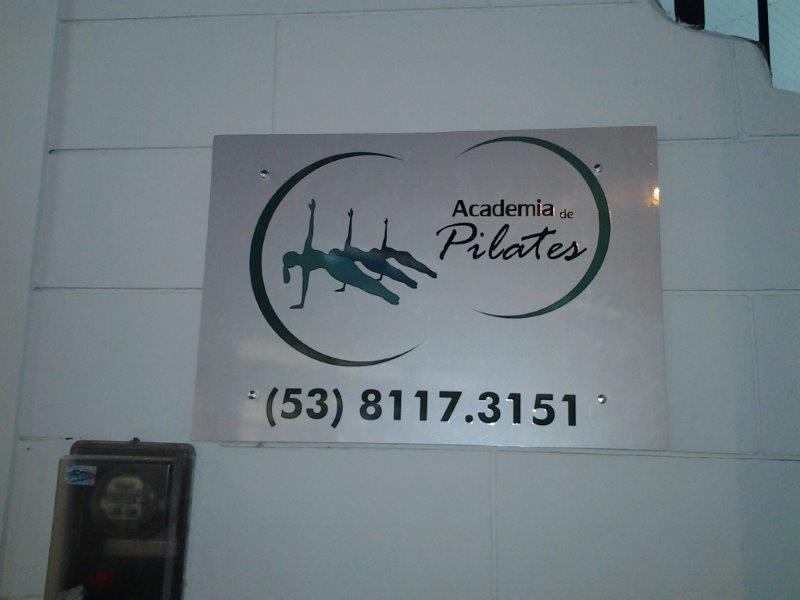 Academia de
Pilates
(53) 8117.3151